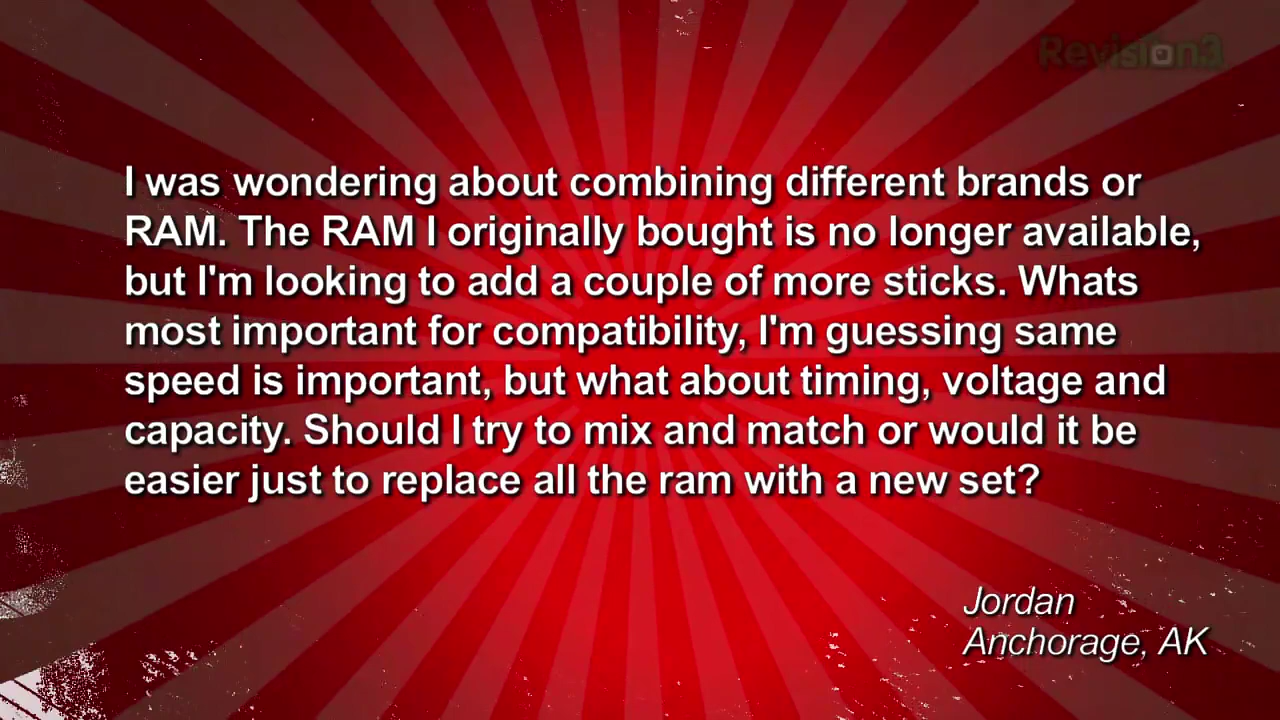 Revision3
I was wondering about combining different brands or
RAM. The RAM I originally bought is no longer available,
but I'm looking to add a couple of more sticks. Whats
most important for compatibility, I'm guessing same
speed is important, but what about timing, voltage and
capacity. Should I try to mix and match or would it be
easier just to replace all the ram with a new set?
Jordan
Anchorage, AK